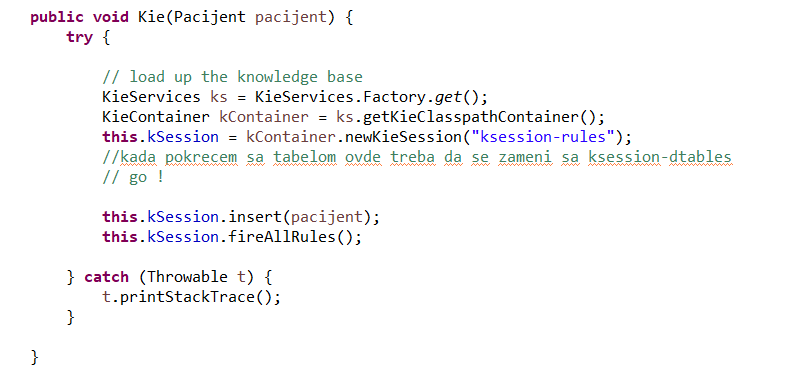 public void Kie(Pacijent pacijent) {
try {
// load up the knowledge base
KieServices ks = KieServices.Factory.get();
KieContainer kContainer = ks.getKieClasspathContainer();
this.kSession = kContainer.newKieSession("ksession-rules");
//kada pokrecem sa tabelom ovde treba da se zameni sa ksession-dtables
// go !
this.kSession.insert(pacijent);
this.kSession.fireAllRules();
} catch (Throwable t) {
t.printStackTrace();
}
}